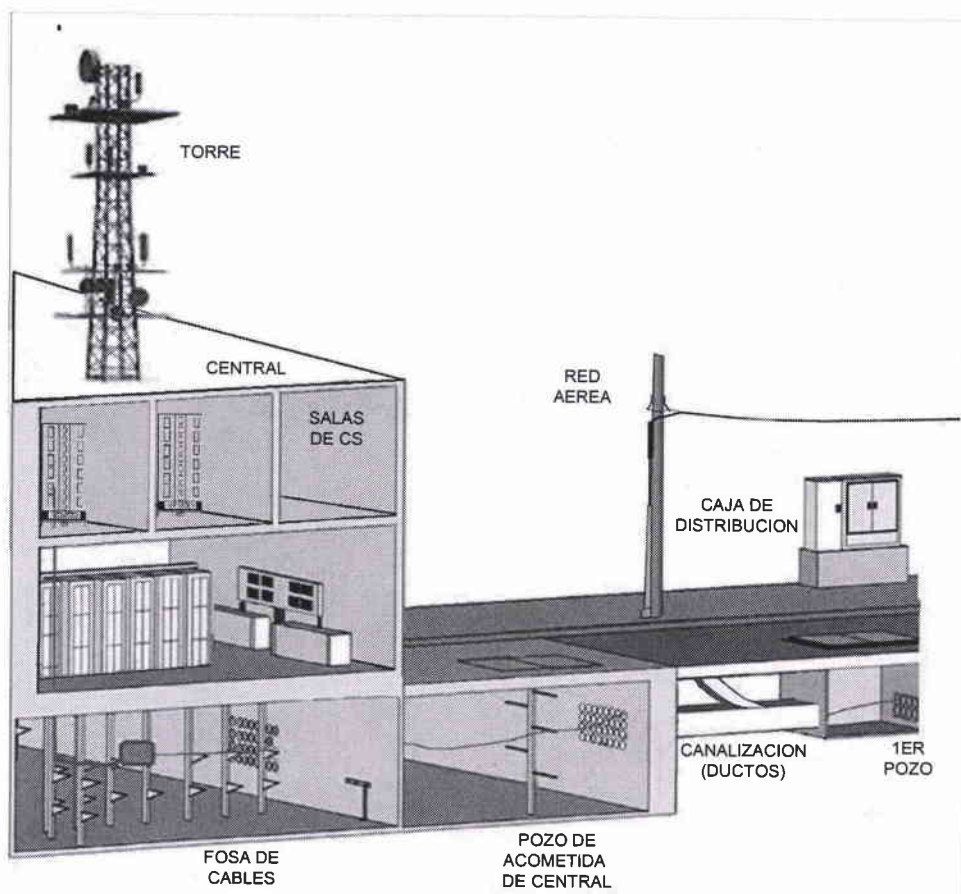 TORRE
CENTRAL
SALAS
DE CS
RED
AEREA
CAJA DE
DISTRIBUCION
CANALIZACION
(DUCTOS)
1ER
POZO
FOSA DE
CABLES
POZO DE
ACOMETIDA
DE CENTRAL